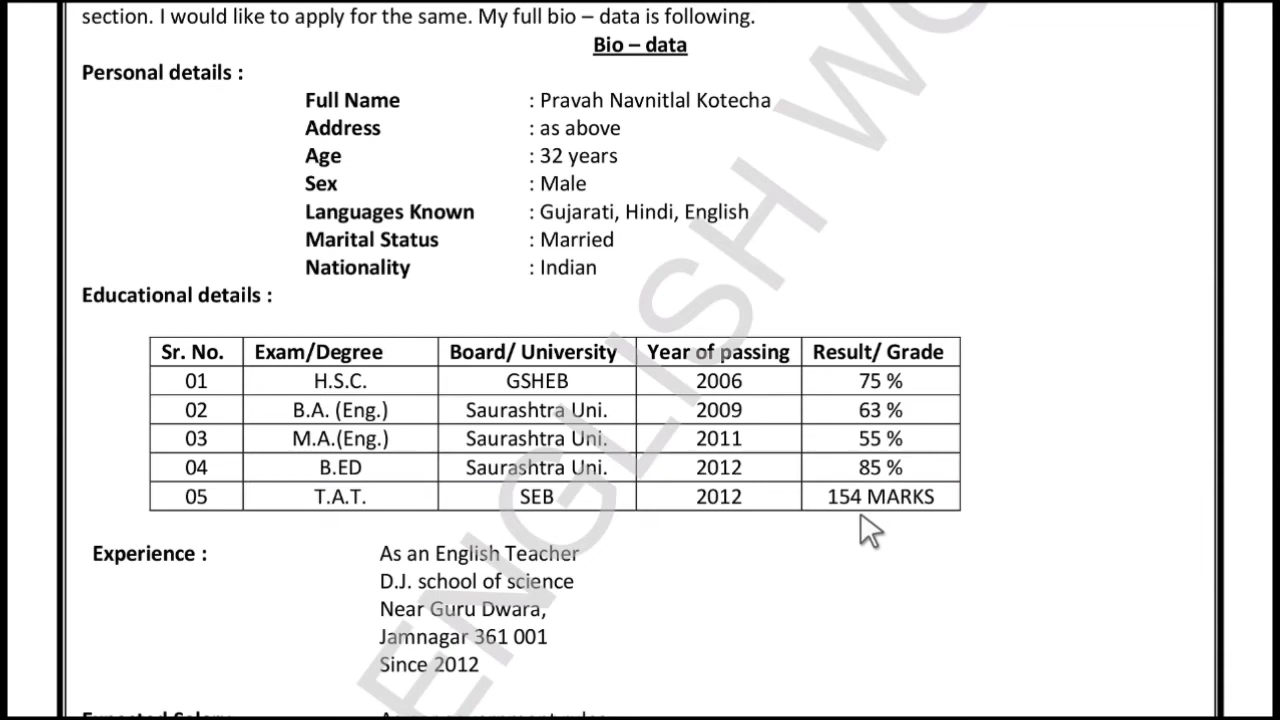 section. I would like to apply for the same. My full bio – data is following.
Bio – data
Personal details :
Full Name : Pravah Navnitlal Kotecha
Address : as above
Age : 32 years
Sex : Male
Languages Known : Gujarati, Hindi, English
Marital Status : Married
Nationality : Indian
Educational details :
Sr. No. Exam/Degree Board/ University Year of passing Result/ Grade
01 H.S.C. GSHEB 2006 75 %
02 B.A. (Eng.) Saurashtra Uni. 2009 63 %
03 M.A.(Eng.) Saurashtra Uni. 2011 55 %
04 B.ED Saurashtra Uni. 2012 85 %
05 T.A.T. SEB 2012 154 MARKS
Experience : As an English Teacher
D.J. school of science
Near Guru Dwara,
Jamnagar 361 001
Since 2012
ENGLISH WO